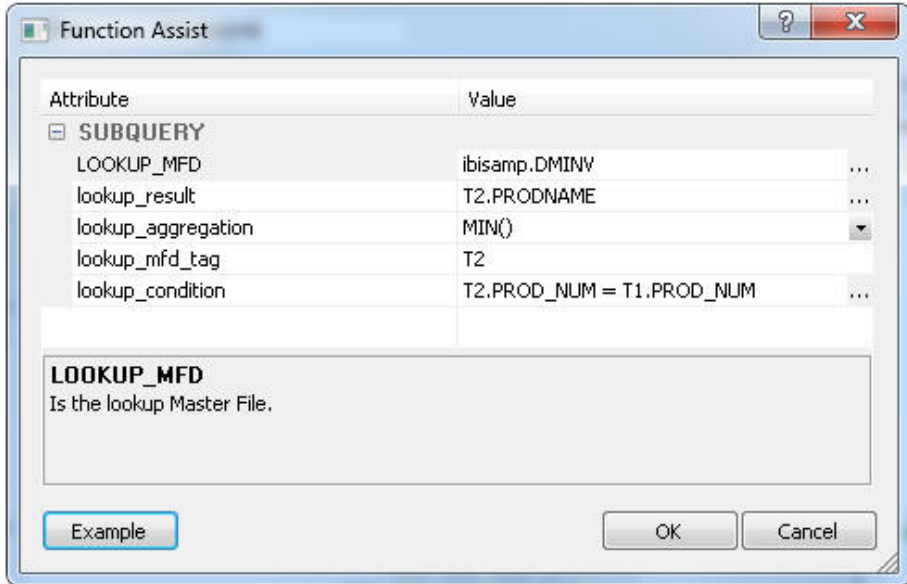 Function Assist
?
Attribute Value
SUBQUERY
LOOKUP_MFD ibisamp.DMINV ...
lookup_result T2.PRODNAME ...
lookup_aggregation MIN()
lookup_mfd_tag T2
lookup_condition T2.PROD_NUM = T1.PROD_NUM ...
LOOKUP_MFD
Is the lookup Master File.
Example OK Cancel